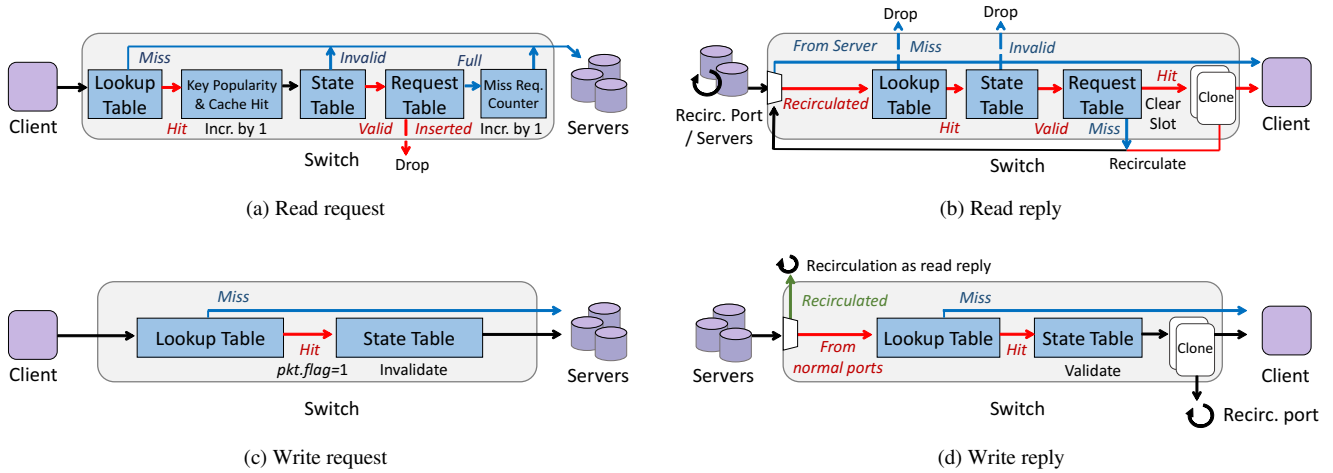 Client
Lookup
Table
Miss
Hit
Key Popularity
& Cache Hit
Incr. by 1
State
Table
Invalid
Valid
Request
Table
Full
Inserted
Drop
Miss Req.
Counter
Incr. by 1
Servers
Switch
(a) Read request
Recirc. Port
/ Servers
From Server
Recirculated
Drop
Miss
Lookup
Table
Hit
Drop
Invalid
State
Table
Valid
Request
Table
Miss
Hit
Clear
Slot
Clone
Client
Switch
Recirculate
(b) Read reply
Client
Lookup Table
Miss
Hit
pkt.flag=1
State Table
Invalidate
Servers
Switch
(c) Write request
Servers
Recirculation as read reply
Recirculated
From
normal ports
Lookup Table
Miss
Hit
State Table
Validate
Clone
Client
Switch
Recirc. port
(d) Write reply